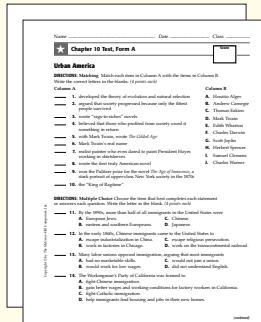 Name Date Class
Chapter 10 Test, Form A
Score
Urban America
DIRECTIONS: Matching Match each item in Column A with the items in Column B.
Write the correct letters in the blanks. (4 points each)
Column A
Column B
1. developed the theory of evolution and natural selection
A. Horatio Alger
2. argued that society progressed because only the fittest
people survived
B. Andrew Carnegie
C. Thomas Eakins
3. wrote "rags-to-riches" novels
D. Mark Twain
4. believed that those who profited from society owed it
something in return
E. Edith Wharton
F. Charles Darwin
5. with Mark Twain, wrote The Gilded Age
G. Scott Joplin
6. Mark Twain's real name
H. Herbert Spencer
7. realist painter who even dared to paint President Hayes
working in shirtsleeves
I. Samuel Clemens
J. Charles Warner
8. wrote the first truly American novel
9. won the Pulitzer prize for the novel The Age of Innocence, a
stark portrait of upper-class New York society in the 1870s
10. the "King of Ragtime"
DIRECTIONS: Multiple Choice Choose the item that best completes each statement
or answers each question. Write the letter in the blank. (4 points each)
11. By the 1890s, more than half of all immigrants in the United States were
A. European Jews. C. Chinese.
B. eastern and southern Europeans. D. Japanese.
12. In the early 1860s, Chinese immigrants came to the United States to
A. escape industrialization in China. C. escape religious persecution.
B. work in factories in Chicago. D. work on the transcontinental railroad.
13. Many labor unions opposed immigration, arguing that most immigrants
A. had no marketable skills. C. would not join a union.
B. would work for low wages. D. did not understand English.
14. The Workingman's Party of California was formed to
A. fight Chinese immigration.
B. gain better wages and working conditions for factory workers in California.
C. fight Catholic immigration.
D. help immigrants find housing and jobs in their new homes.
(continued)